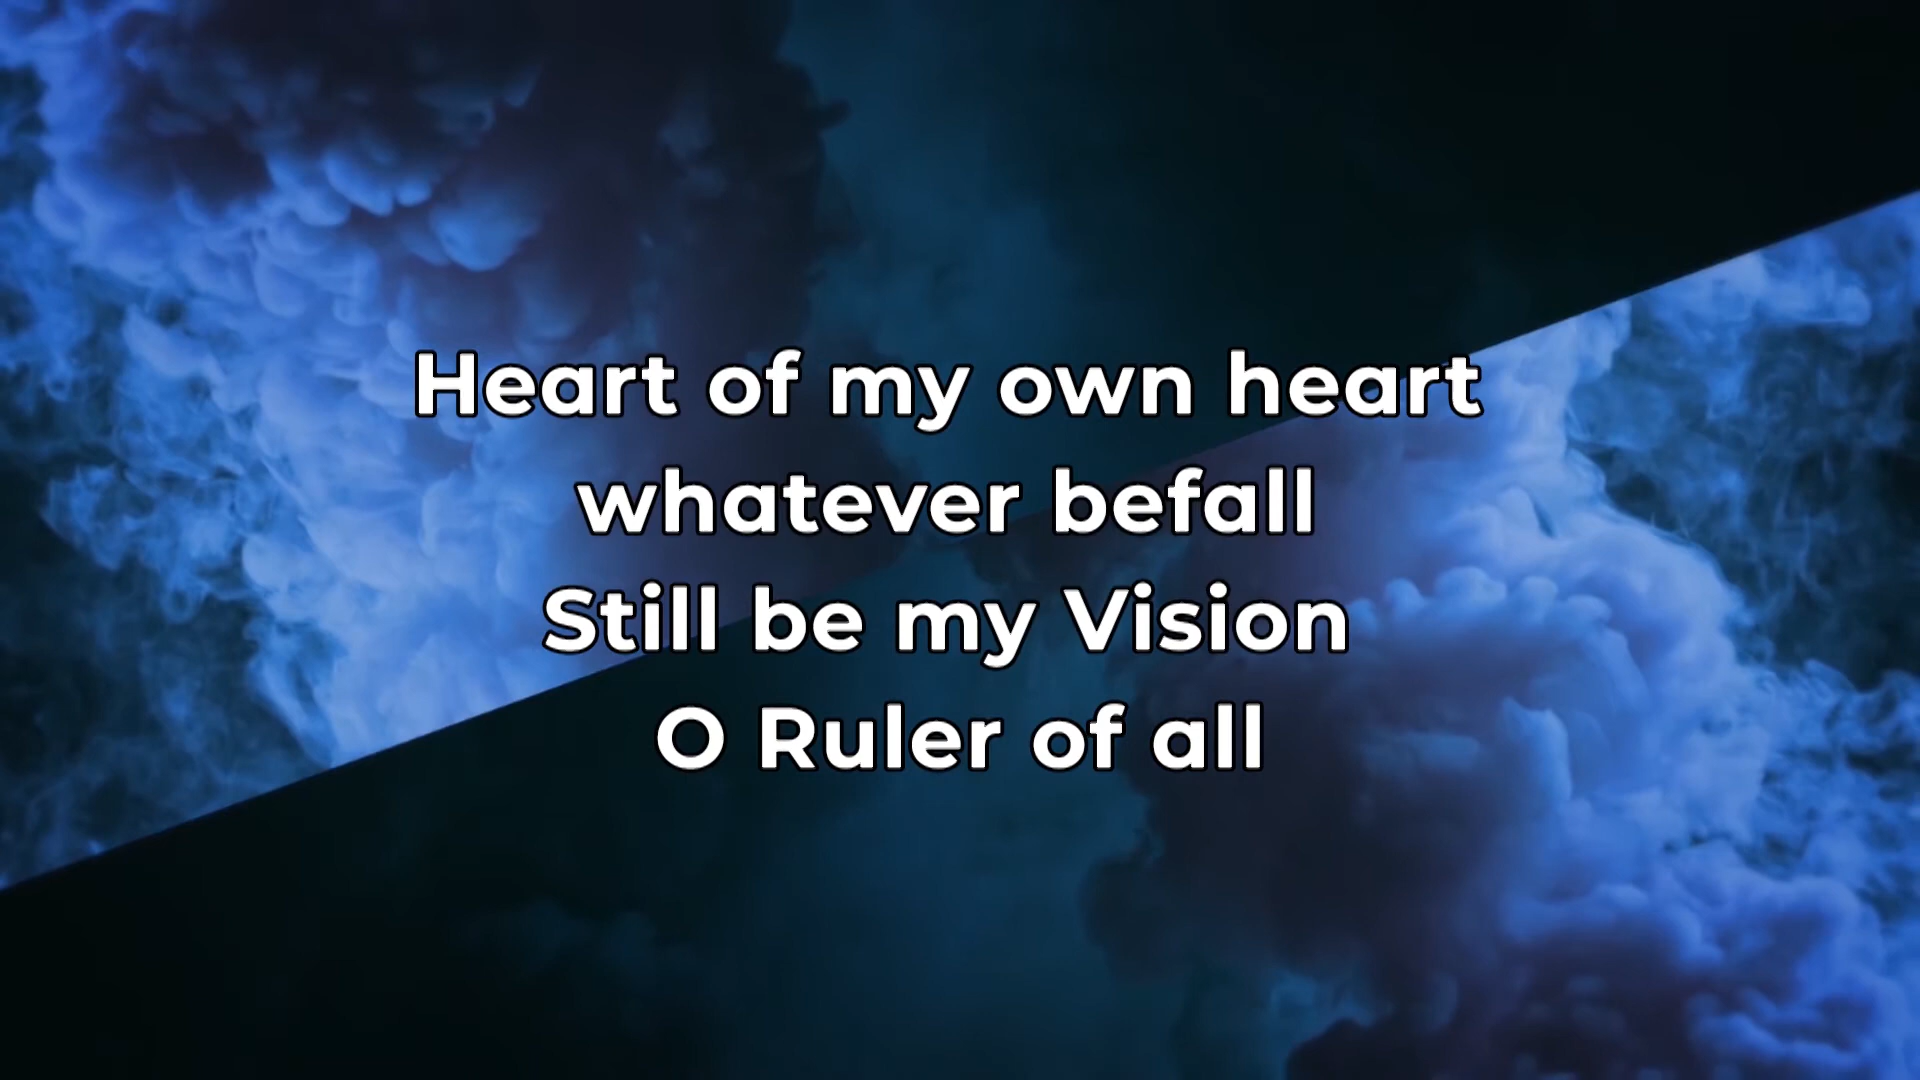 Heart of my own heart
whatever befall
Still be my Vision
O Ruler of all